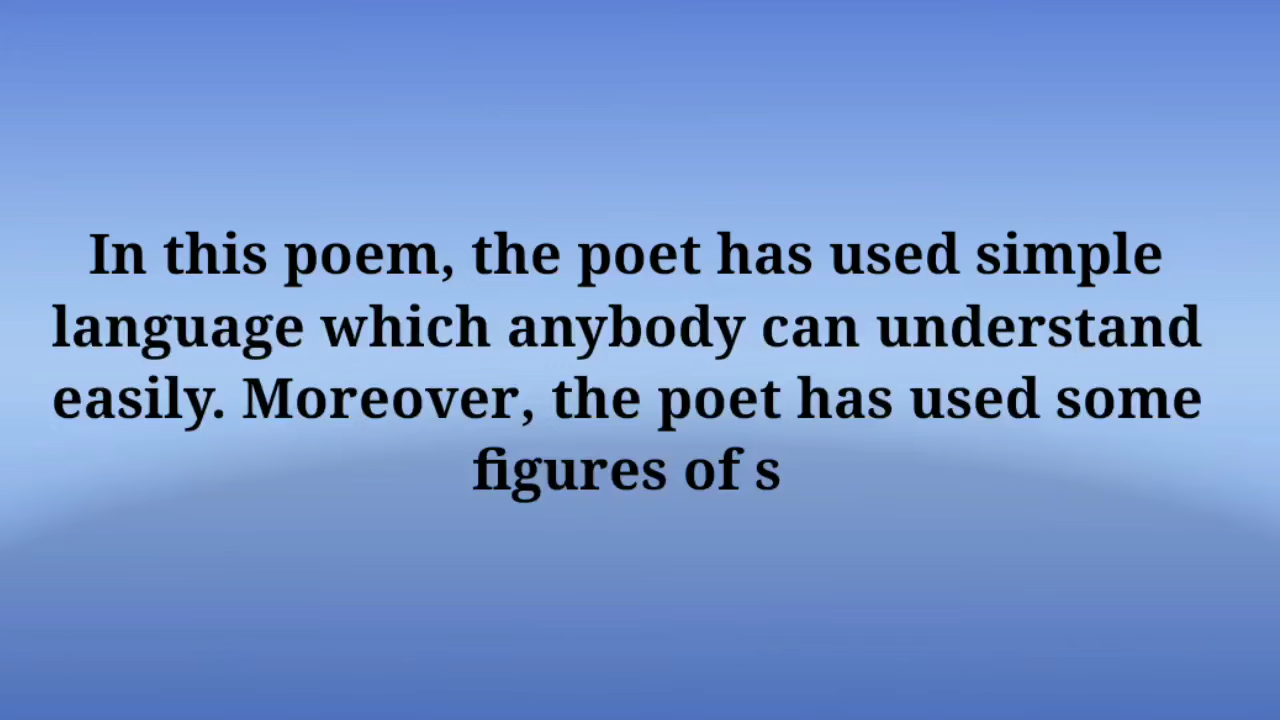 In this poem, the poet has used simple
language which anybody can understand
easily. Moreover, the poet has used some
figures of s